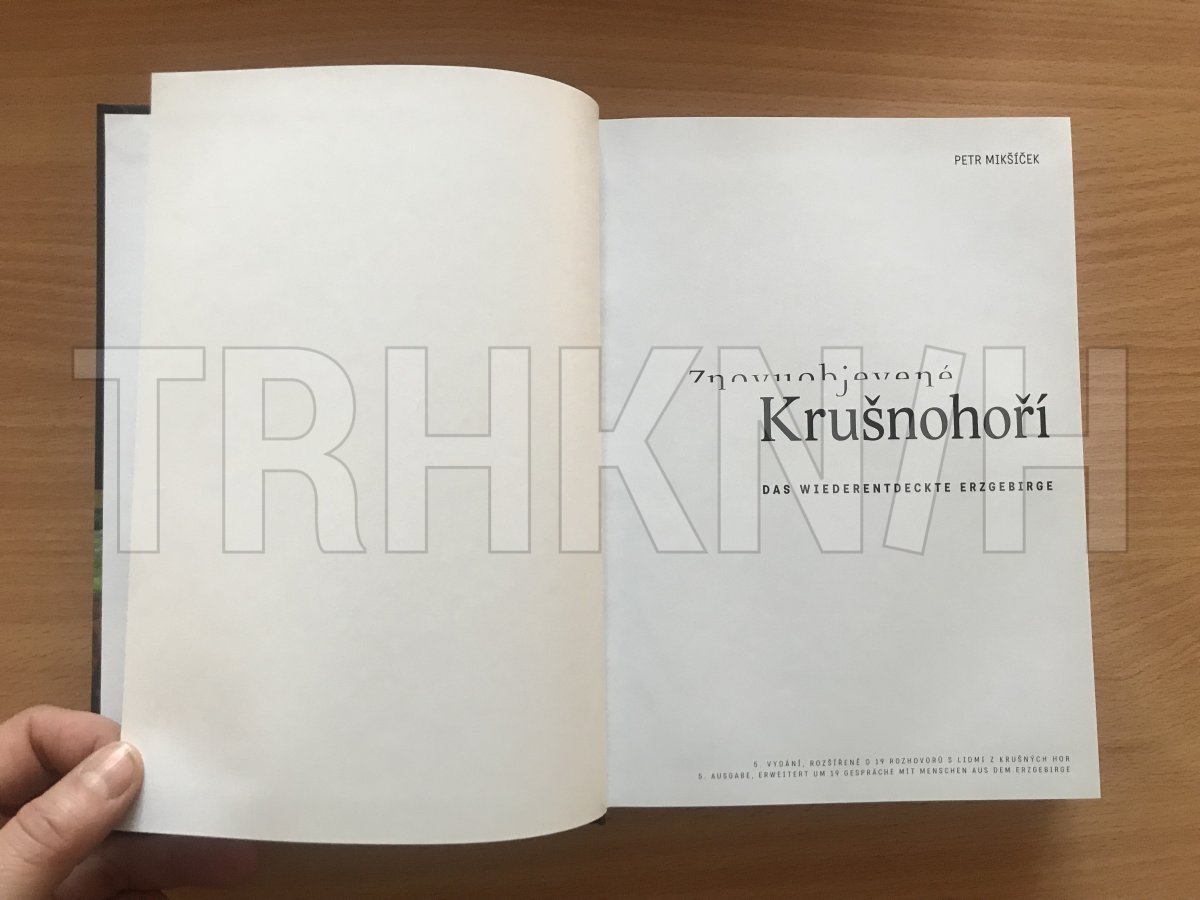 PETR MIKŠÍČEK
Znovuobjevené
Krušnohoří
DAS WIEDERENTDECKTE ERZGEBIRGE
5. VYDÁNÍ, ROZŠÍŘENÉ O 19 ROZHOVORŮ S LIDMI Z KRUŠNÝCH HOR
5. AUSGABE, ERWEITERT UM 19 GESPRÄCHE MIT MENSCHEN AUS DEM ERZGEBIRGE
TRHKNIH